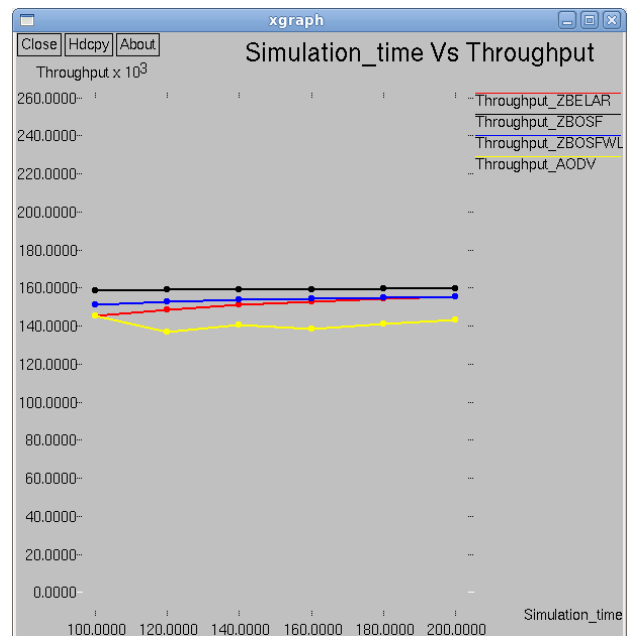 xgraph
Close Hdcpy About
Simulation_time Vs Throughput
Throughput x 10^3
260.0000
240.0000
220.0000
200.0000
180.0000
160.0000
140.0000
120.0000
100.0000
80.0000
60.0000
40.0000
20.0000
0.0000
Throughput_ZBELAR
Throughput_ZBOSF
Throughput_ZBOSFWL
Throughput_AODV
Simulation_time
100.0000 120.0000 140.0000 160.0000 180.0000 200.0000